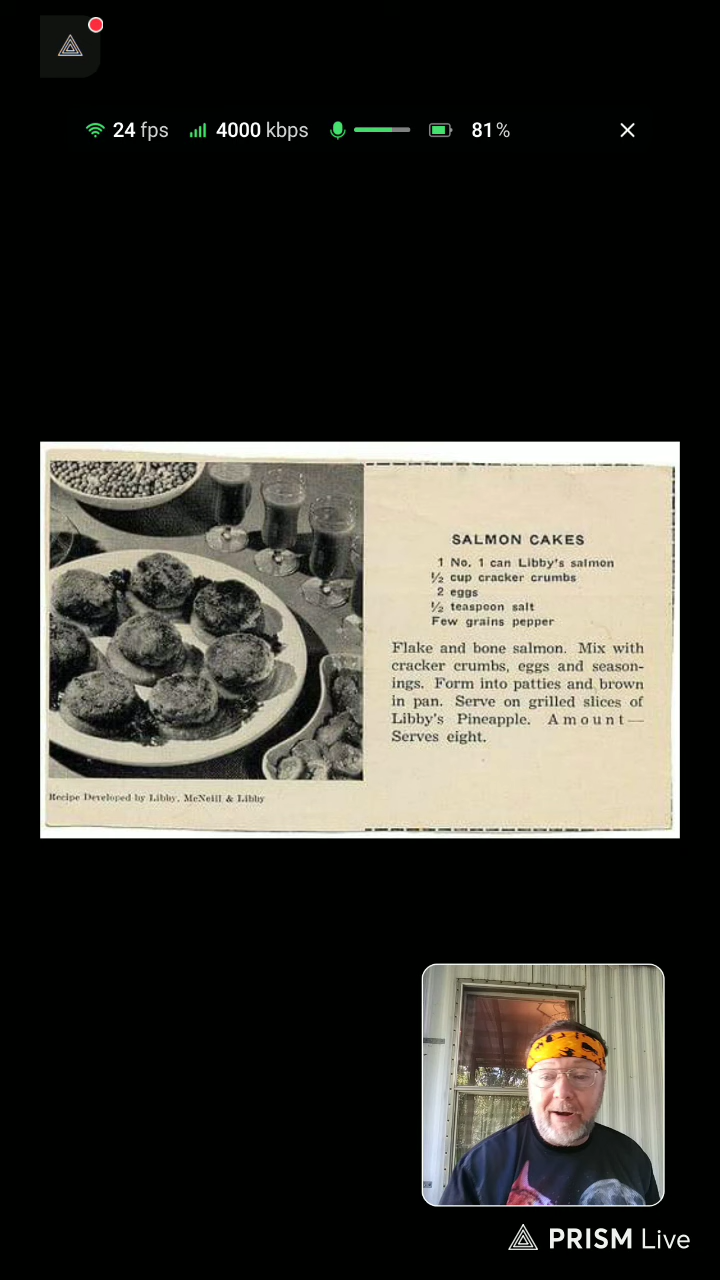 24 fps 4000 kbps 81%
SALMON CAKES
1 No. 1 can Libby's salmon
½ cup cracker crumbs
2 eggs
½ teaspoon salt
Few grains pepper
Flake and bone salmon. Mix with
cracker crumbs, eggs and season-
ings. Form into patties and brown
in pan. Serve on grilled slices of
Libby's Pineapple. Amount—
Serves eight.
Recipe Developed by Libby, McNeill & Libby
PRISM Live